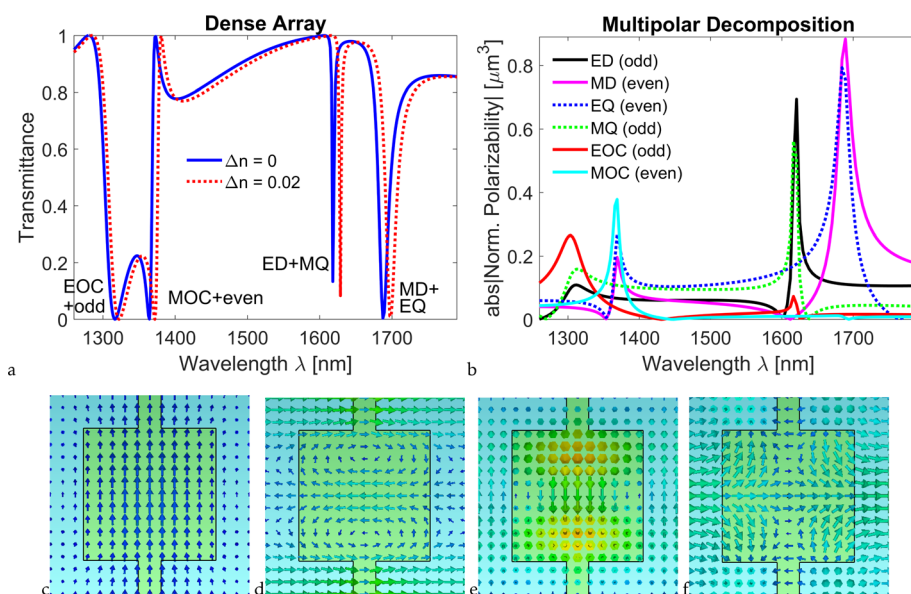 Dense Array
1
0.8
0.6
0.4
0.2
0
Transmittance
Δn = 0
Δn = 0.02
EOC
+odd
MOC+even
ED+MQ
MD+
EQ
1300
1400
1500
1600
1700
Wavelength λ [nm]
a
Multipolar Decomposition
abs|Norm. Polarizability| [μm³]
0.8
0.6
0.4
0.2
0
ED (odd)
MD (even)
EQ (even)
MQ (odd)
EOC (odd)
MOC (even)
1300
1400
1500
1600
1700
Wavelength λ [nm]
b
c
d
e
f